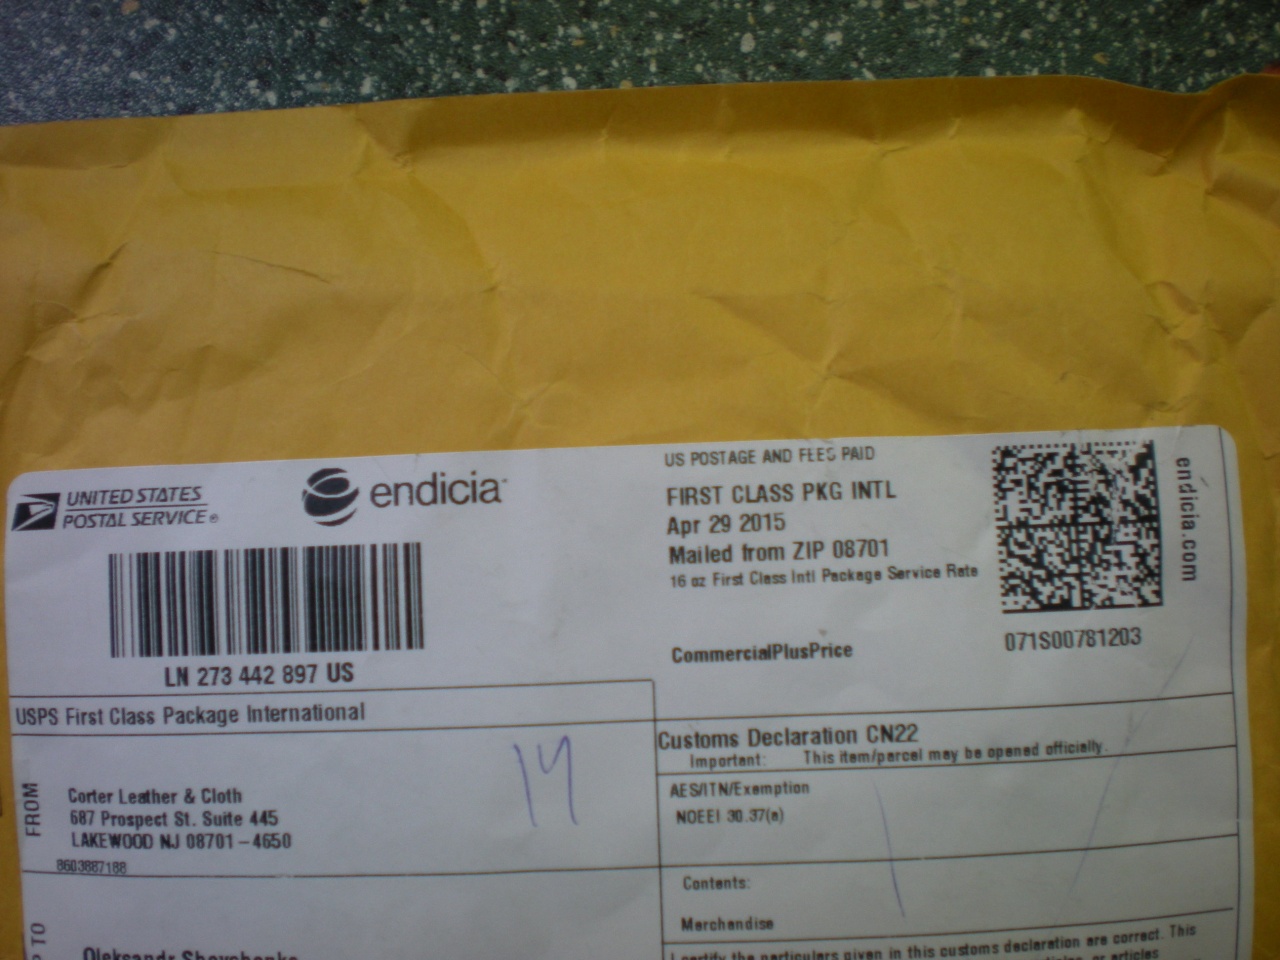 UNITED STATES
POSTAL SERVICE®
endicia
LN 273 442 897 US
US POSTAGE AND FEES PAID
FIRST CLASS PKG INTL
Apr 29 2015
Mailed from ZIP 08701
16 oz First Class Intl Package Service Rate
CommercialPlusPrice
endicia.com
071S00781203
USPS First Class Package International
FROM
Corter Leather & Cloth
687 Prospect St. Suite 445
LAKEWOOD NJ 08701-4650
8603887188
14
Customs Declaration CN22
Important: This item/parcel may be opened officially.
AES/ITN/Exemption
NOEEI 30.37(a)
Contents:
Merchandise
I certify the particulars given in this customs declaration are correct. This
or articles
TO
Oleksandr Shevchenko